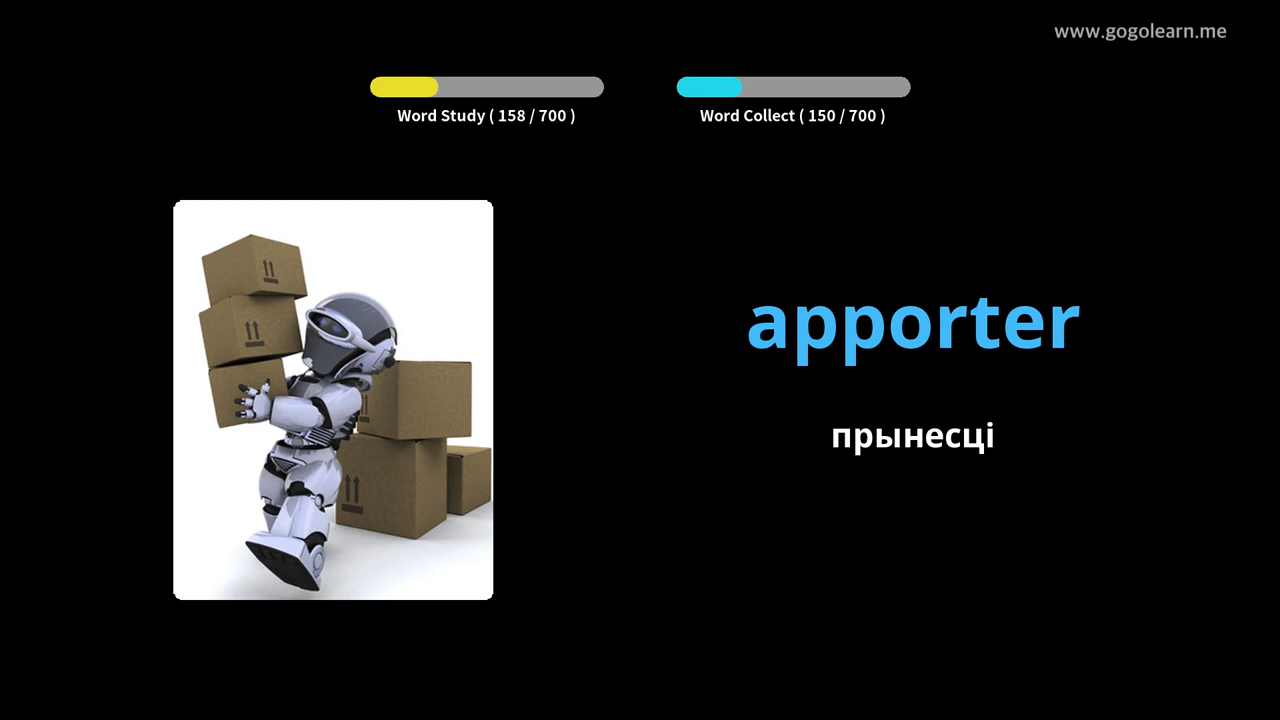 www.gogolearn.me
Word Study ( 158 / 700 )
Word Collect ( 150 / 700 )
apporter
прынесці